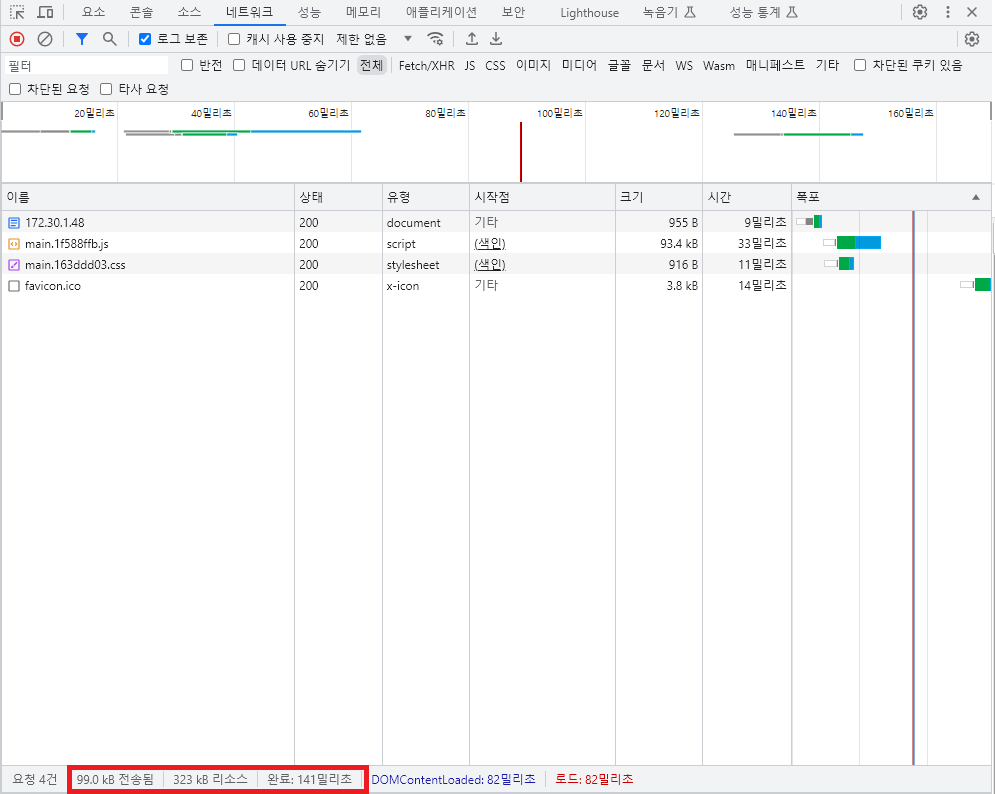 요소 콘솔 소스 네트워크 성능 메모리 애플리케이션 보안 Lighthouse 녹음기 성능 통계
로그 보존 캐시 사용 중지 제한 없음
필터 반전 데이터 URL 숨기기 전체 Fetch/XHR JS CSS 이미지 미디어 글꼴 문서 WS Wasm 매니페스트 기타 차단된 쿠키 있음
차단된 요청 타사 요청
20밀리초 40밀리초 60밀리초 80밀리초 100밀리초 120밀리초 140밀리초 160밀리초
이름 상태 유형 시작점 크기 시간 폭포
172.30.1.48 200 document 기타 955 B 9밀리초
main.1f588ffb.js 200 script (색인) 93.4 kB 33밀리초
main.163ddd03.css 200 stylesheet (색인) 916 B 11밀리초
favicon.ico 200 x-icon 기타 3.8 kB 14밀리초
요청 4건 99.0 kB 전송됨 323 kB 리소스 완료: 141밀리초 DOMContentLoaded: 82밀리초 로드: 82밀리초